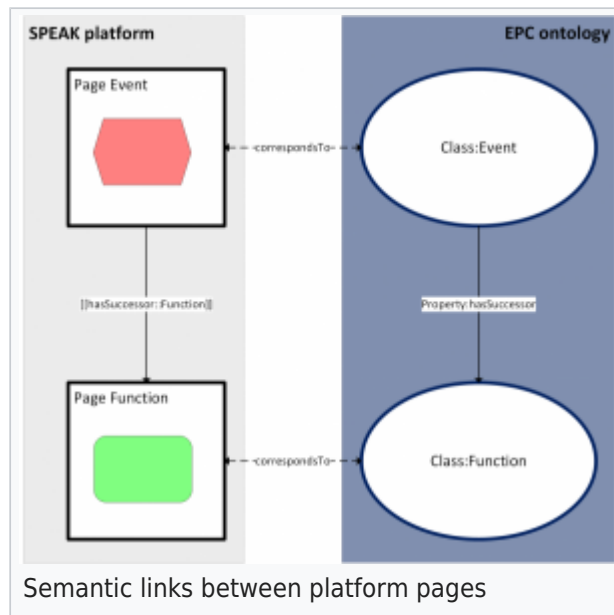 SPEAK platform
EPC ontology
Page Event
correspondsTo
Class:Event
[[hasSuccessor::Function]]
Property:hasSuccessor
Page Function
correspondsTo
Class:Function
Semantic links between platform pages